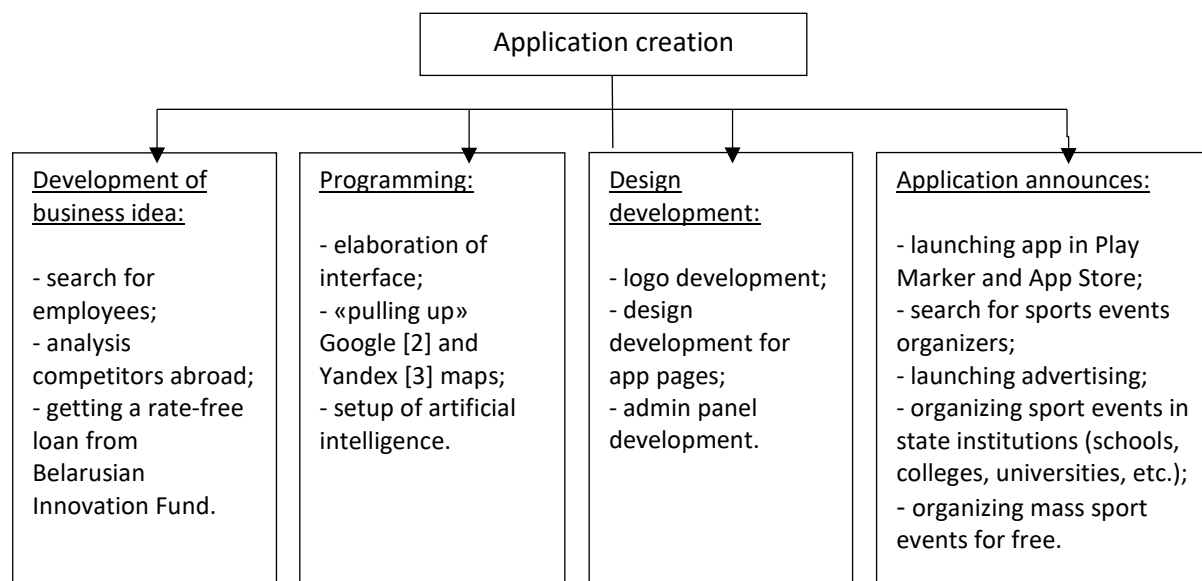 Application creation
Development of
business idea:
- search for
employees;
- analysis
competitors abroad;
- getting a rate-free
loan from
Belarusian
Innovation Fund.
Programming:
- elaboration of
interface;
- «pulling up»
Google [2] and
Yandex [3] maps;
- setup of artificial
intelligence.
Design
development:
- logo development;
- design
development for
app pages;
- admin panel
development.
Application announces:
- launching app in Play
Marker and App Store;
- search for sports events
organizers;
- launching advertising;
- organizing sport events in
state institutions (schools,
colleges, universities, etc.);
- organizing mass sport
events for free.